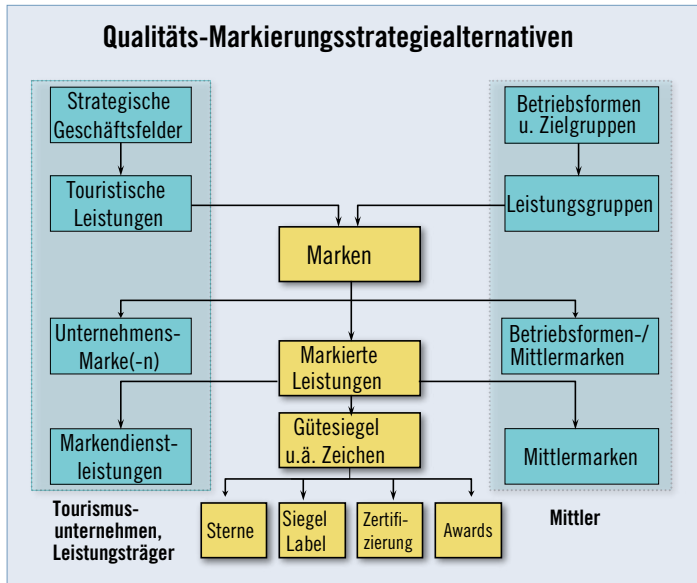 Qualitäts-Markierungsstrategiealternativen
Strategische
Geschäftsfelder
Betriebsformen
u. Zielgruppen
Touristische
Leistungen
Leistungsgruppen
Marken
Unternehmens-
Marke(-n)
Markierte
Leistungen
Betriebsformen-/
Mittlermarken
Markendienst-
leistungen
Gütesiegel
u.ä. Zeichen
Mittlermarken
Tourismus-
unternehmen,
Leistungsträger
Sterne
Siegel
Label
Zertifi-
zierung
Awards
Mittler